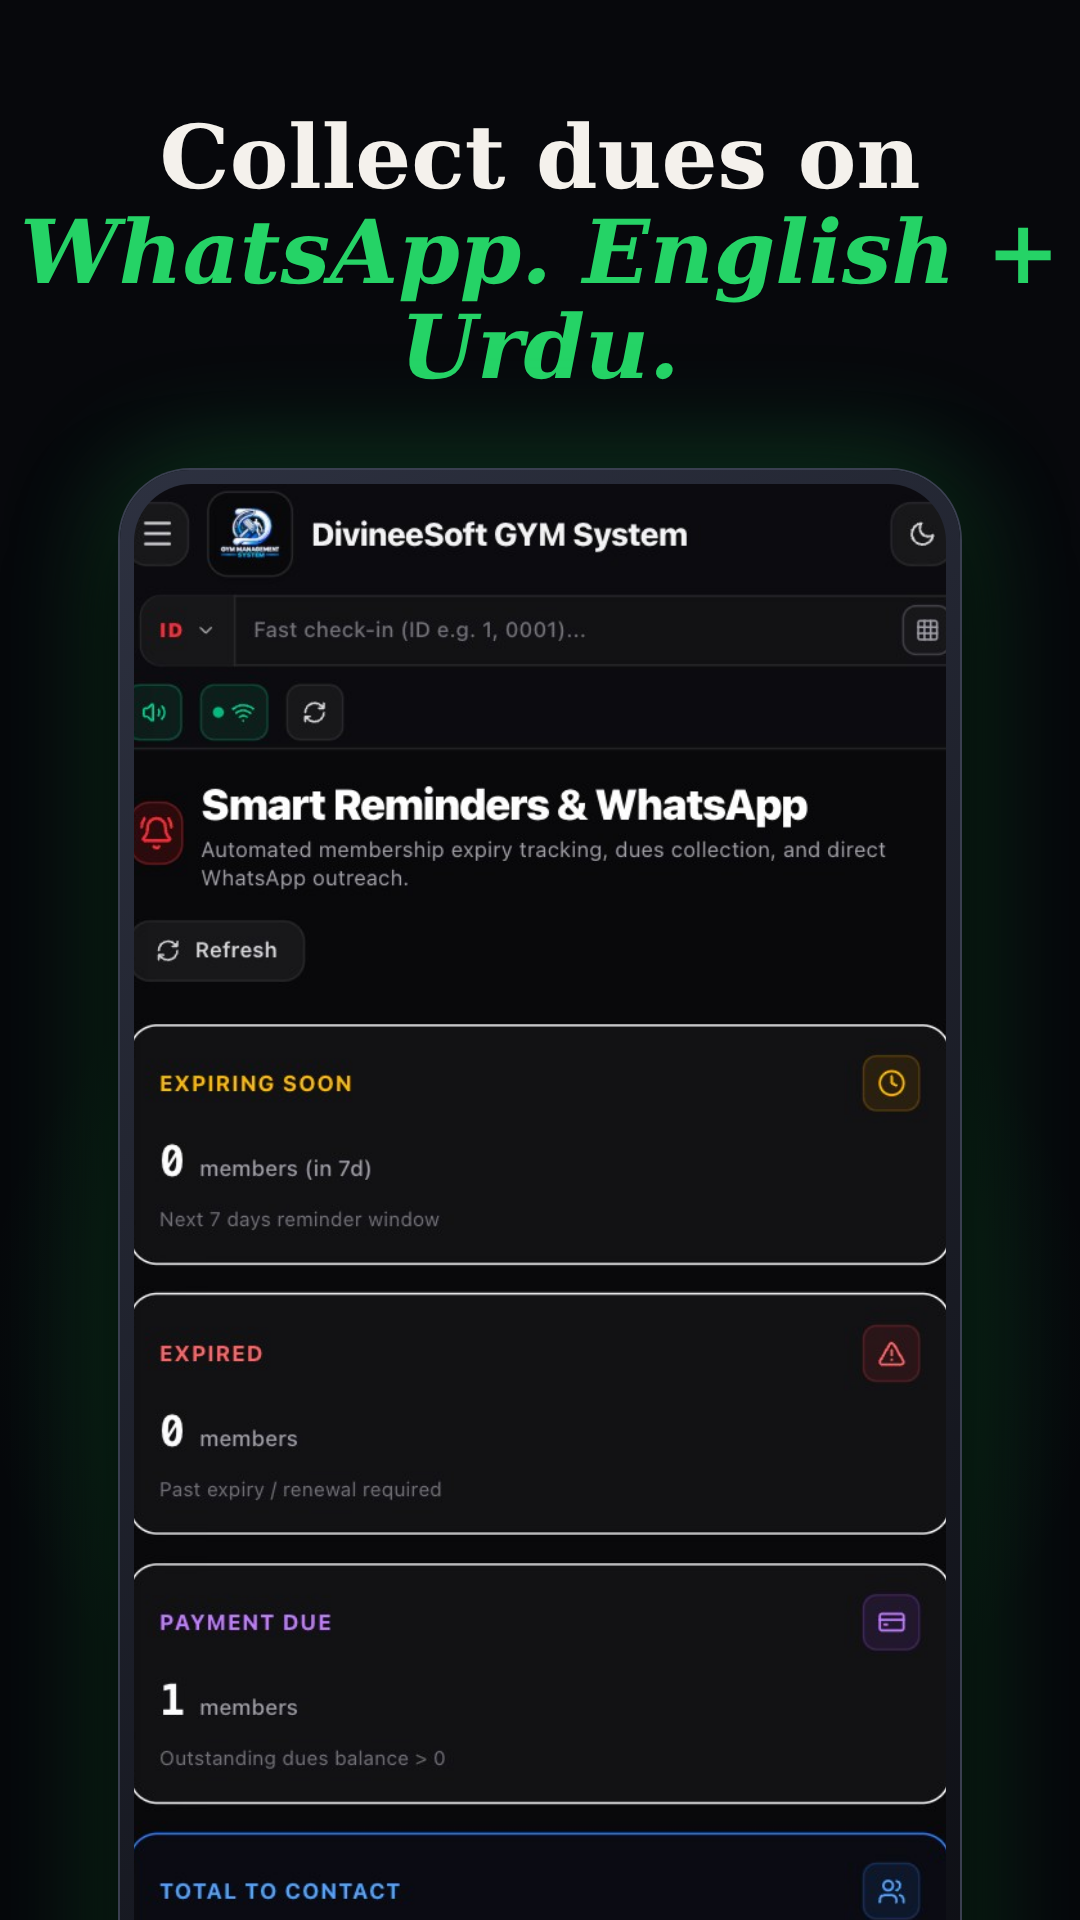 Collect dues on
WhatsApp. English +
Urdu.
GYM MANAGEMENT
SYSTEM
DivineeSoft GYM System
ID
Fast check-in (ID e.g. 1, 0001)...
Smart Reminders & WhatsApp
Automated membership expiry tracking, dues collection, and direct
WhatsApp outreach.
Refresh
EXPIRING SOON
0 members (in 7d)
Next 7 days reminder window
EXPIRED
0 members
Past expiry / renewal required
PAYMENT DUE
1 members
Outstanding dues balance > 0
TOTAL TO CONTACT